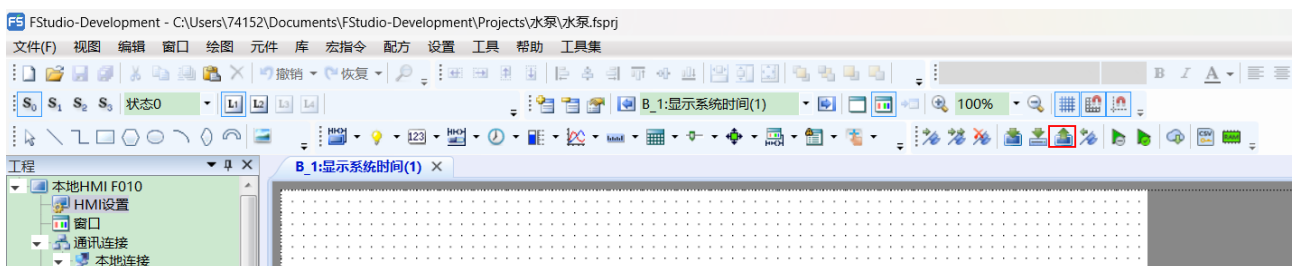 FS FStudio-Development - C:\Users\74152\Documents\FStudio-Development\Projects\水泵\水泵.fsprj
文件(F) 视图 编辑 窗口 绘图 元件 库 宏指令 配方 设置 工具 帮助 工具集
撤销 恢复 B I A
S₀ S₁ S₂ S₃ 状态0 L1 L2 L3 L4 B_1:显示系统时间(1) 100%
123 CSV
工程 B_1:显示系统时间(1)
本地HMI F010
HMI设置
窗口
通讯连接
本地连接